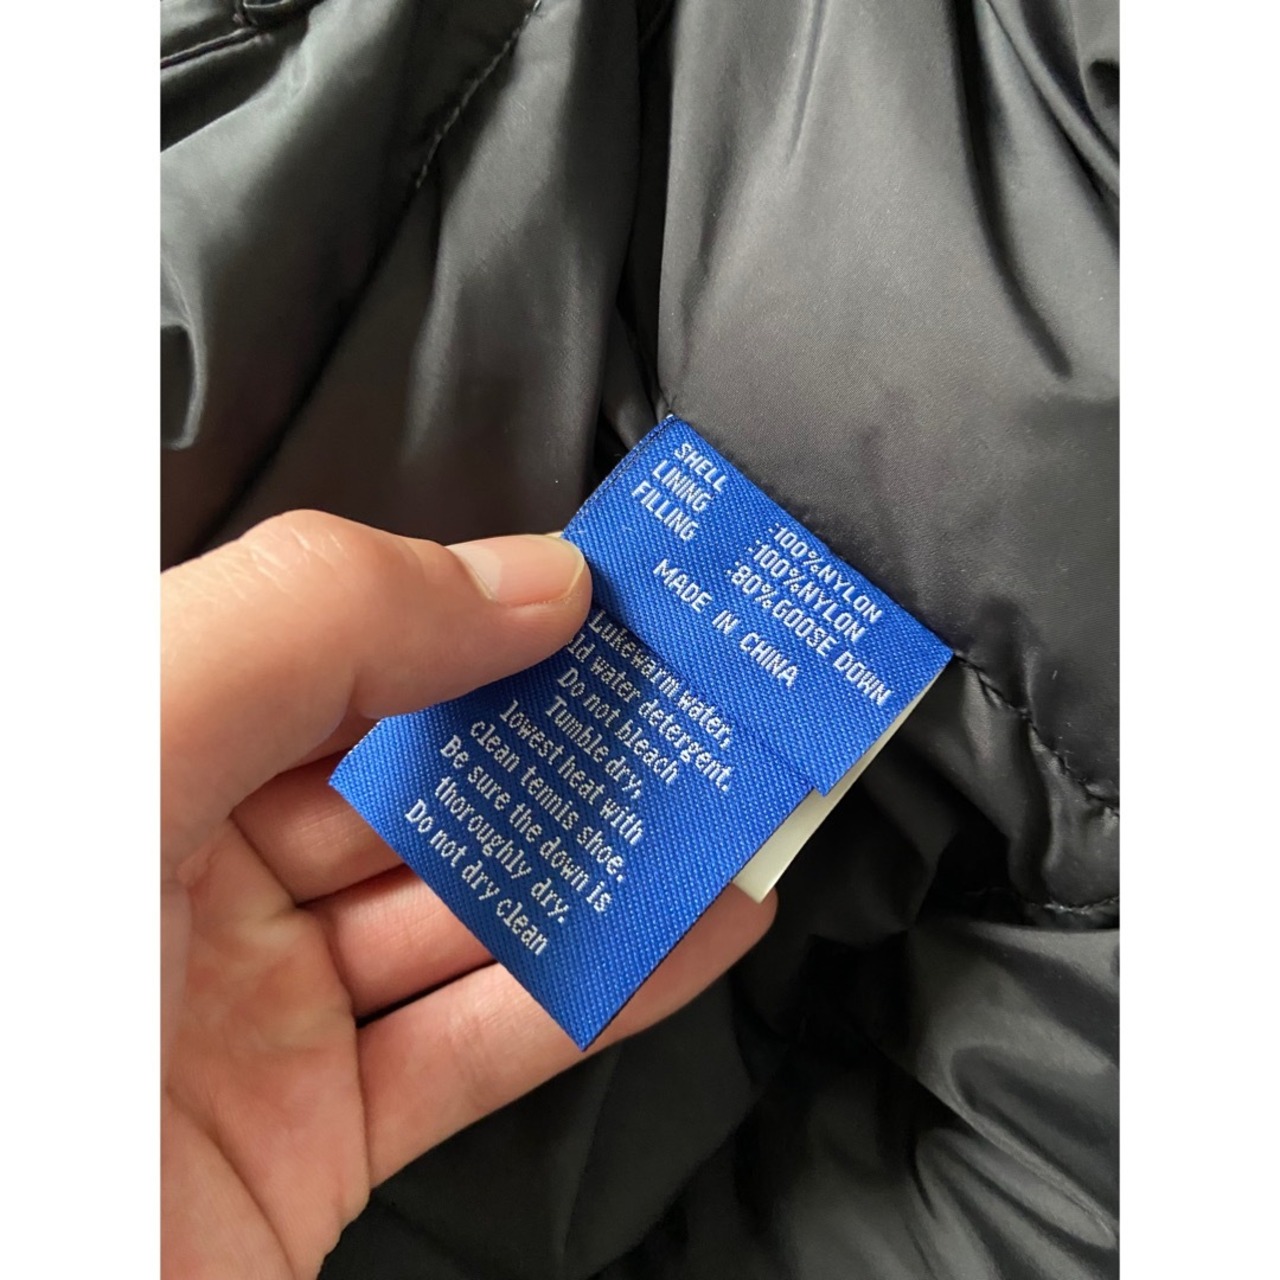 SHELL :100%NYLON
LINING :100%NYLON
FILLING :80%GOOSE DOWN
MADE IN CHINA
Lukewarm water,
water detergent.
Do not bleach
Tumble dry,
lowest heat with
clean tennis shoe.
Be sure the down is
thoroughly dry.
Do not dry clean